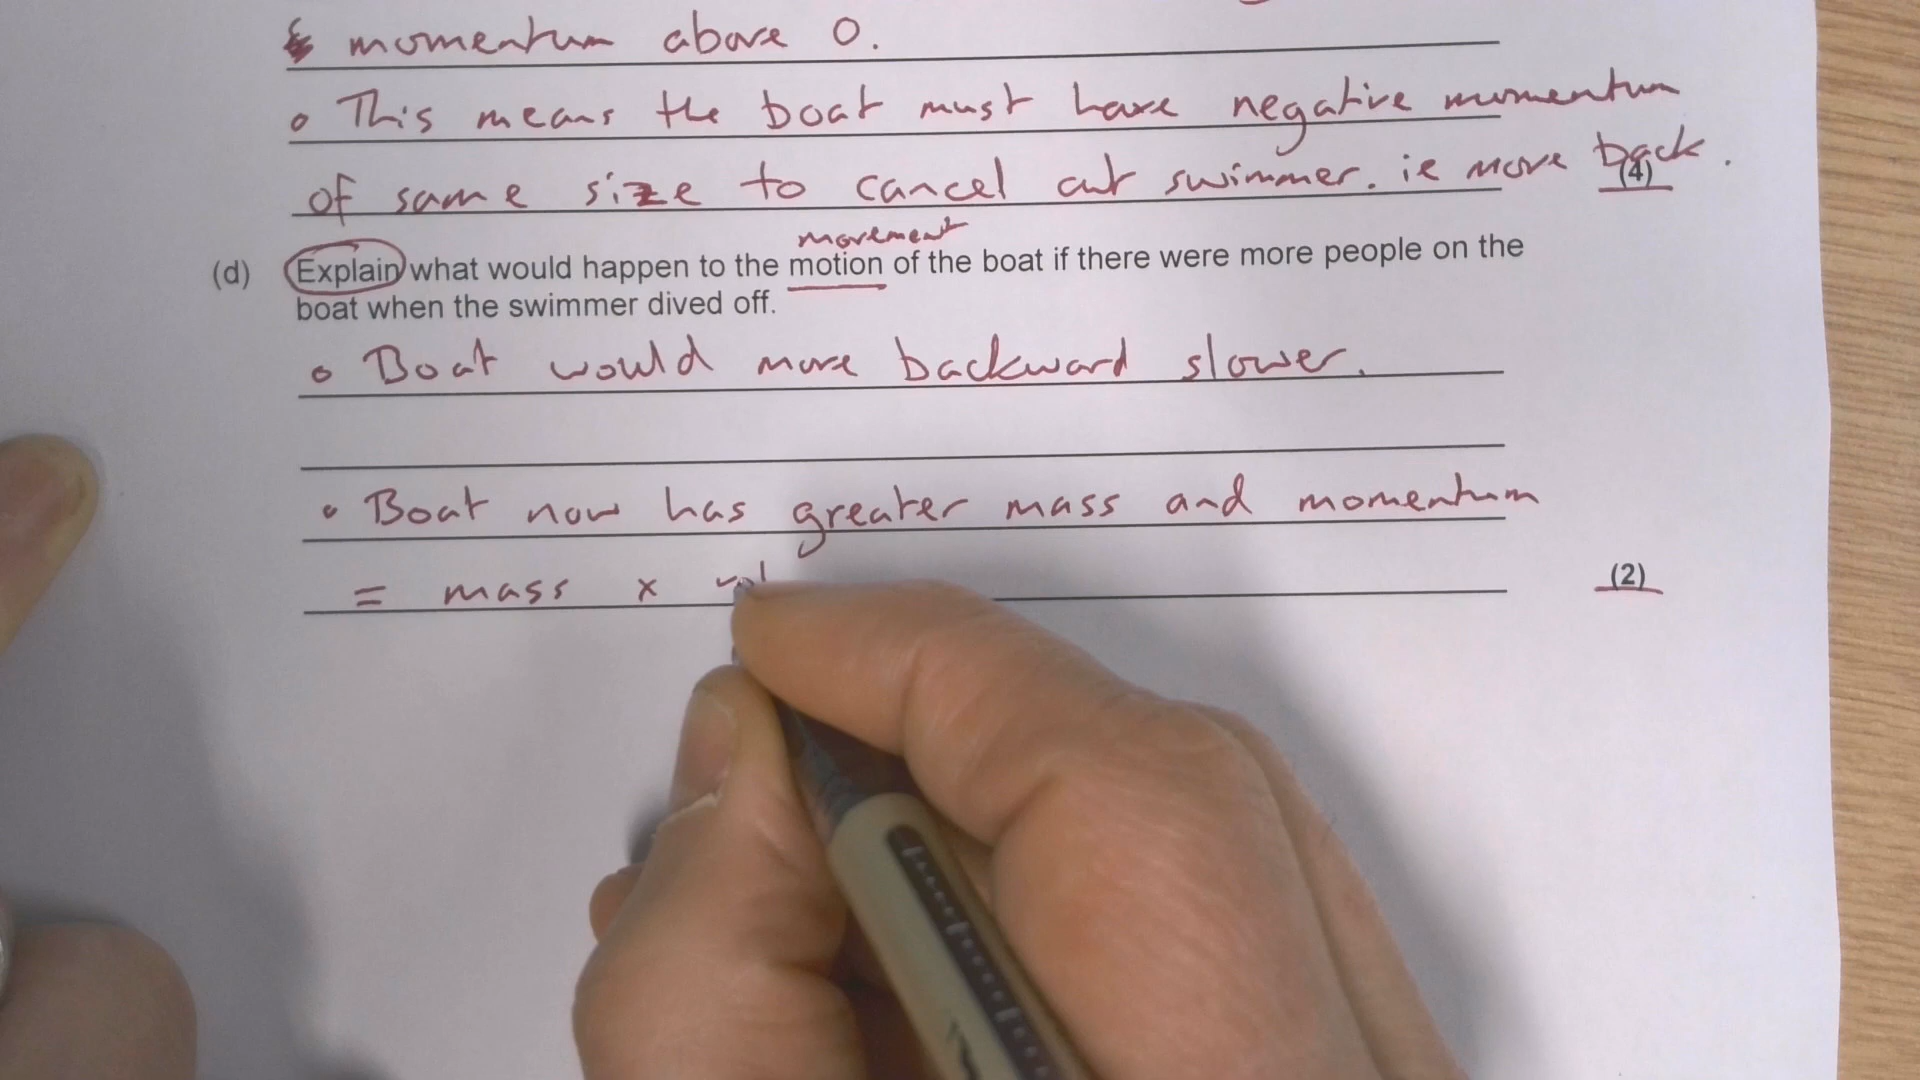 momentum above 0.
• This means the boat must have negative momentum
of same size to cancel out swimmer. ie move back.
(4)
movement
(d) Explain what would happen to the motion of the boat if there were more people on the
boat when the swimmer dived off.
• Boat would move backward slower.
• Boat now has greater mass and momentum
= mass x vel
(2)